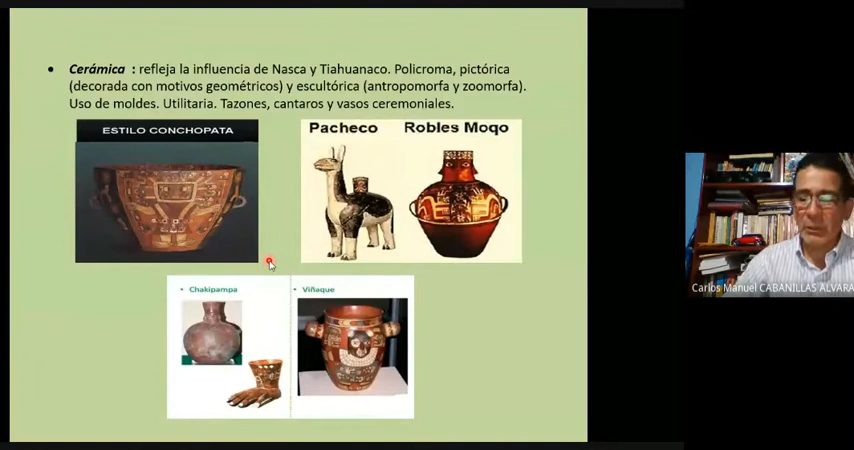 • Cerámica : refleja la influencia de Nasca y Tiahuanaco. Policroma, pictórica
(decorada con motivos geométricos) y escultórica (antropomorfa y zoomorfa).
Uso de moldes. Utilitaria. Tazones, cantaros y vasos ceremoniales.
ESTILO CONCHOPATA
Pacheco Robles Moqo
• Chakipampa • Viñaque
Carlos Manuel CABANILLAS ALVARA